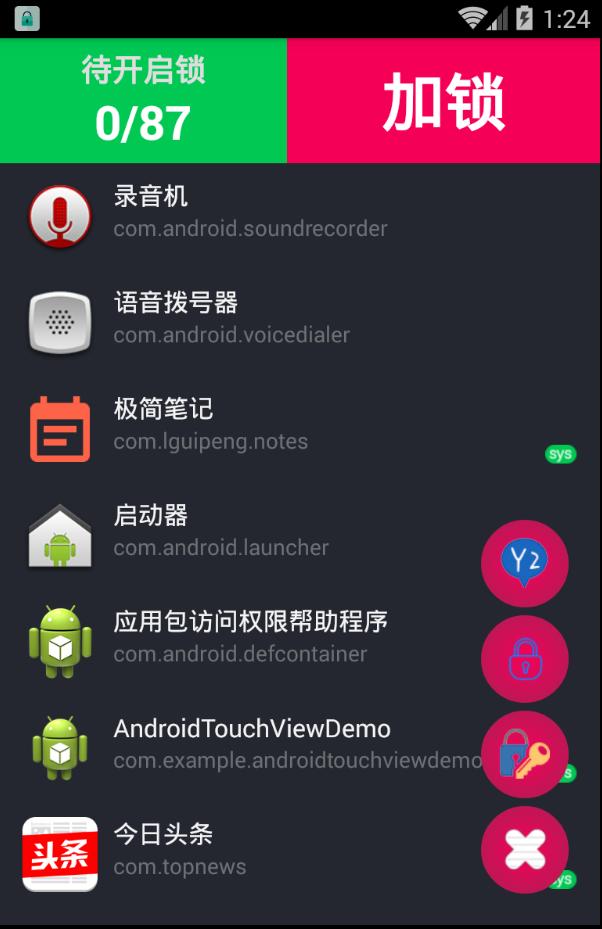 1:24
待开启锁
0/87
加锁
录音机
com.android.soundrecorder
语音拨号器
com.android.voicedialer
极简笔记
com.lguipeng.notes
sys
启动器
com.android.launcher
Y2
应用包访问权限帮助程序
com.android.defcontainer
AndroidTouchViewDemo
com.example.androidtouchviewdemo
头条
今日头条
com.topnews